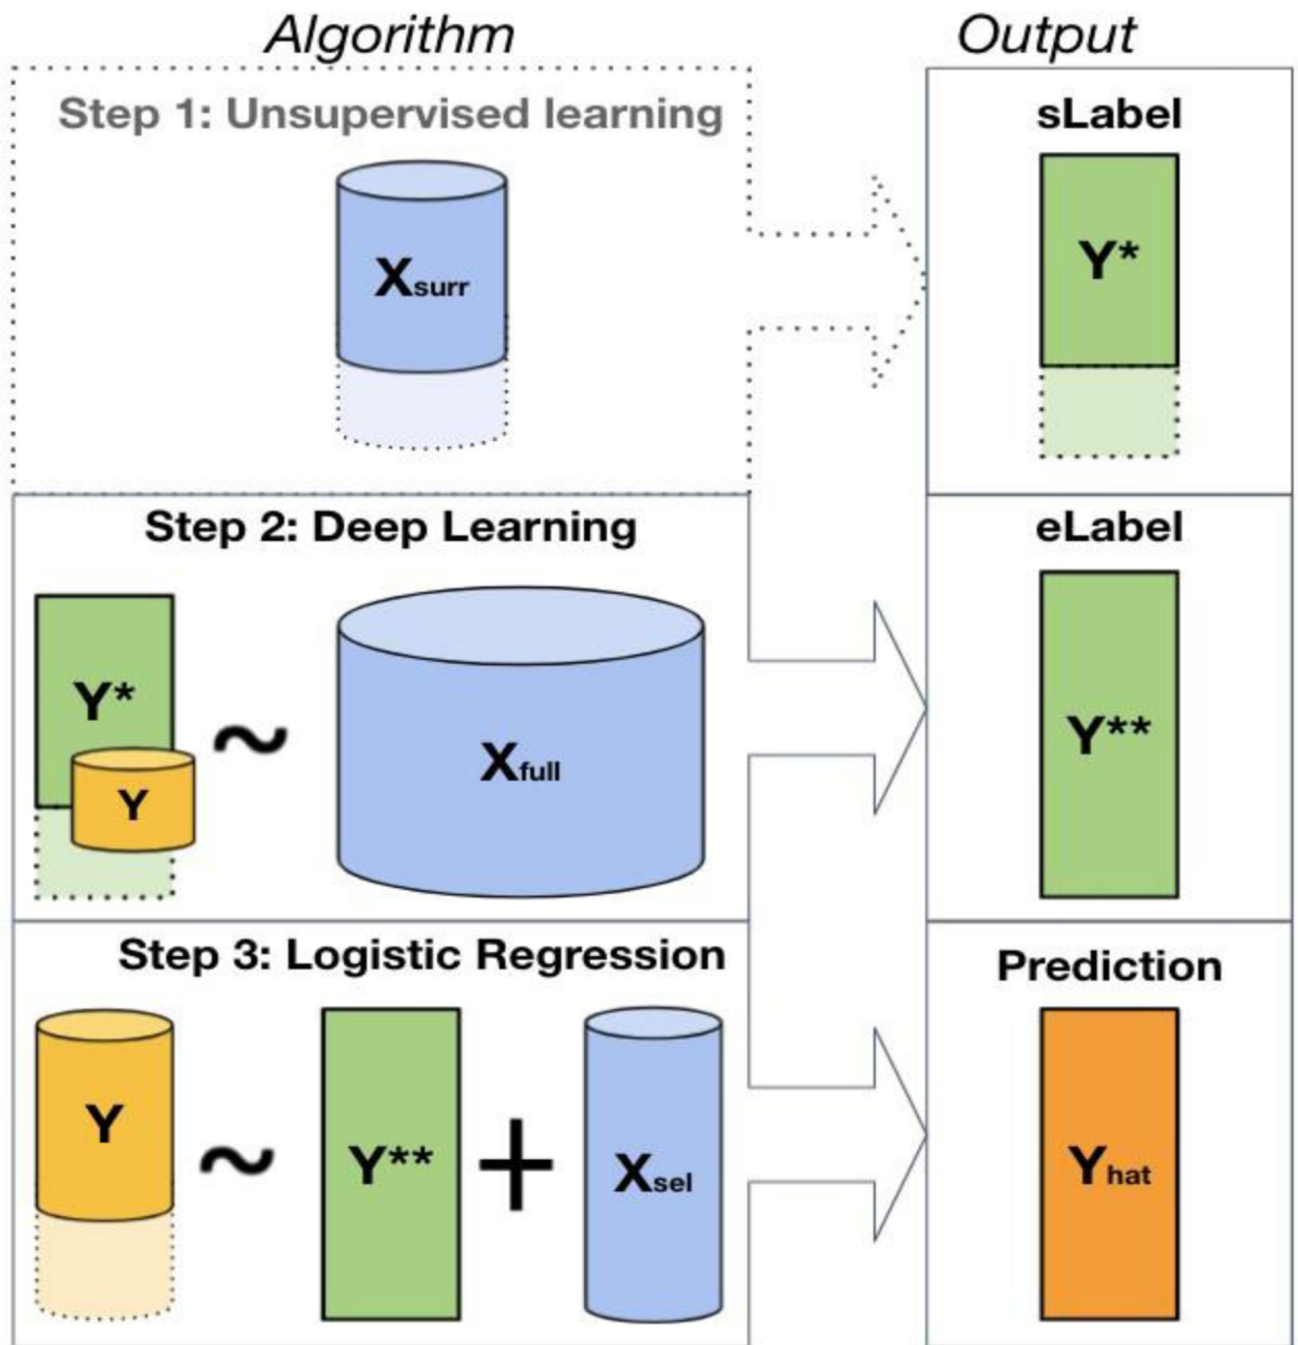 Algorithm
Output
Step 1: Unsupervised learning
Xsurr
sLabel
Y*
Step 2: Deep Learning
Y*
Y
~
Xfull
eLabel
Y**
Step 3: Logistic Regression
Y
~
Y**
+
Xsel
Prediction
Yhat